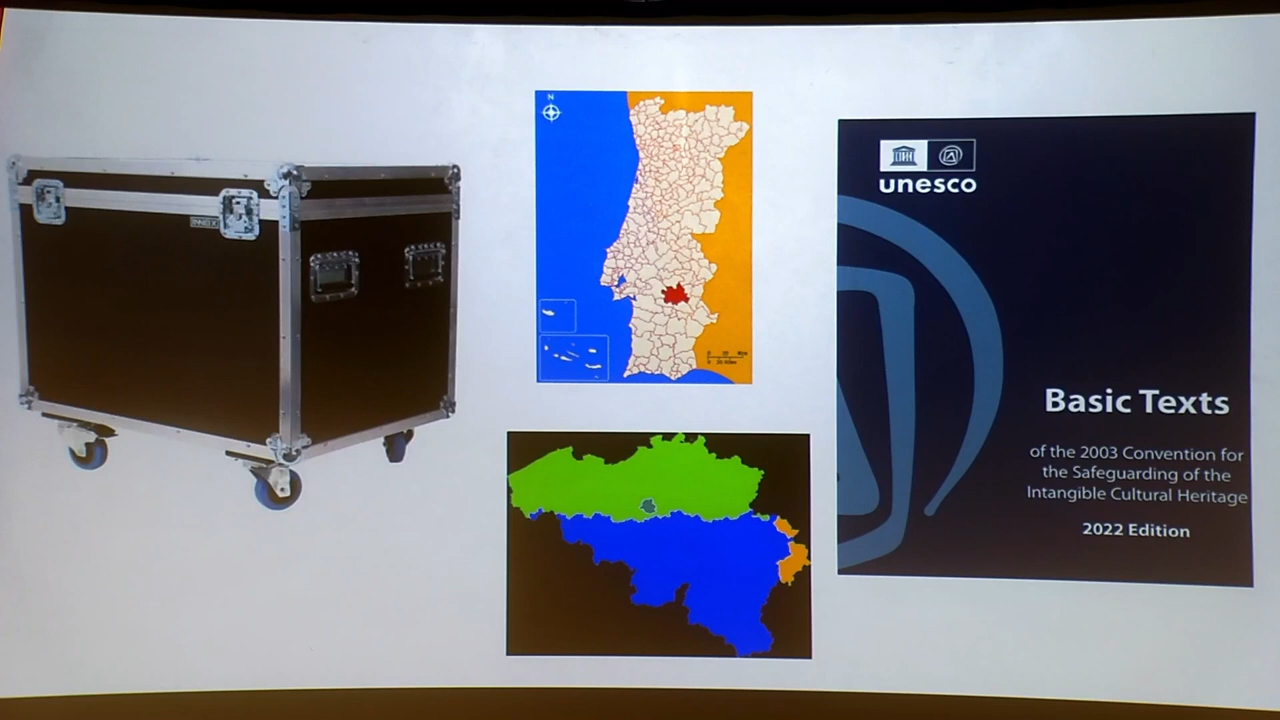 N
unesco
Basic Texts
of the 2003 Convention for
the Safeguarding of the
Intangible Cultural Heritage
2022 Edition